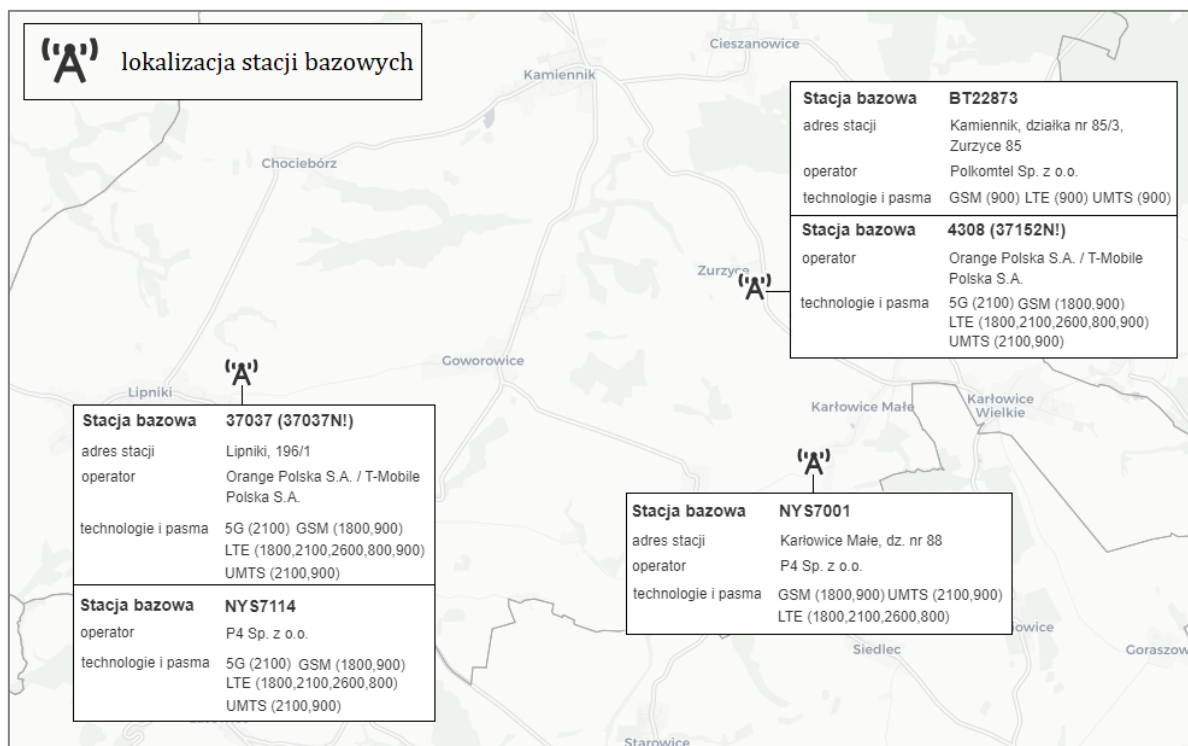 lokalizacja stacji bazowych
Cieszanowice
Kamiennik
Chociebórz
Stacja bazowa BT22873
adres stacji Kamiennik, działka nr 85/3,
Zurzyce 85
operator Polkomtel Sp. z o.o.
technologie i pasma GSM (900) LTE (900) UMTS (900)
Stacja bazowa 4308 (37152N!)
operator Orange Polska S.A. / T-Mobile
Polska S.A.
technologie i pasma 5G (2100) GSM (1800,900)
LTE (1800,2100,2600,800,900)
UMTS (2100,900)
Zurzyce
Goworowice
Lipniki
Karłowice Małe
Karłowice
Wielkie
Stacja bazowa 37037 (37037N!)
adres stacji Lipniki, 196/1
operator Orange Polska S.A. / T-Mobile
Polska S.A.
technologie i pasma 5G (2100) GSM (1800,900)
LTE (1800,2100,2600,800,900)
UMTS (2100,900)
Stacja bazowa NYS7114
operator P4 Sp. z o.o.
technologie i pasma 5G (2100) GSM (1800,900)
LTE (1800,2100,2600,800)
UMTS (2100,900)
Stacja bazowa NYS7001
adres stacji Karłowice Małe, dz. nr 88
operator P4 Sp. z o.o.
technologie i pasma GSM (1800,900) UMTS (2100,900)
LTE (1800,2100,2600,800)
Siedlec
Goraszow
Starowice